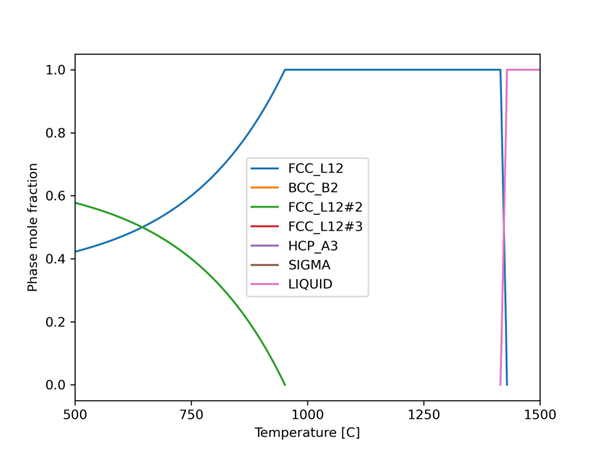 Phase mole fraction
1.0
0.8
0.6
0.4
0.2
0.0
FCC_L12
BCC_B2
FCC_L12#2
FCC_L12#3
HCP_A3
SIGMA
LIQUID
500
750
1000
1250
1500
Temperature [C]